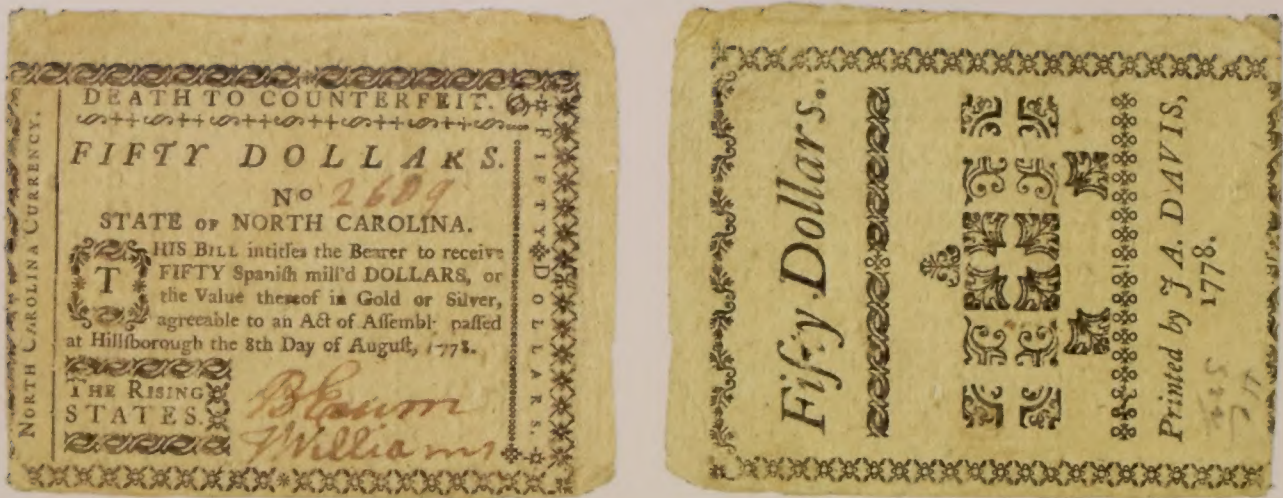 NORTH CAROLINA CURRENCY.
DEATH TO COUNTERFEIT.
FIFTY DOLLARS.
No 2689
STATE OF NORTH CAROLINA.
THIS BILL intitles the Bearer to receive
FIFTY Spaniſh mill'd DOLLARS, or
the Value thereof in Gold or Silver,
agreeable to an Act of Aſſembl paſſed
at Hillſborough the 8th Day of Auguſt, 1778.
THE RISING
STATES.
Williams
FIFTY DOLLARS.
Fifty Dollars.
Printed by J A. DAVIS,
1778.